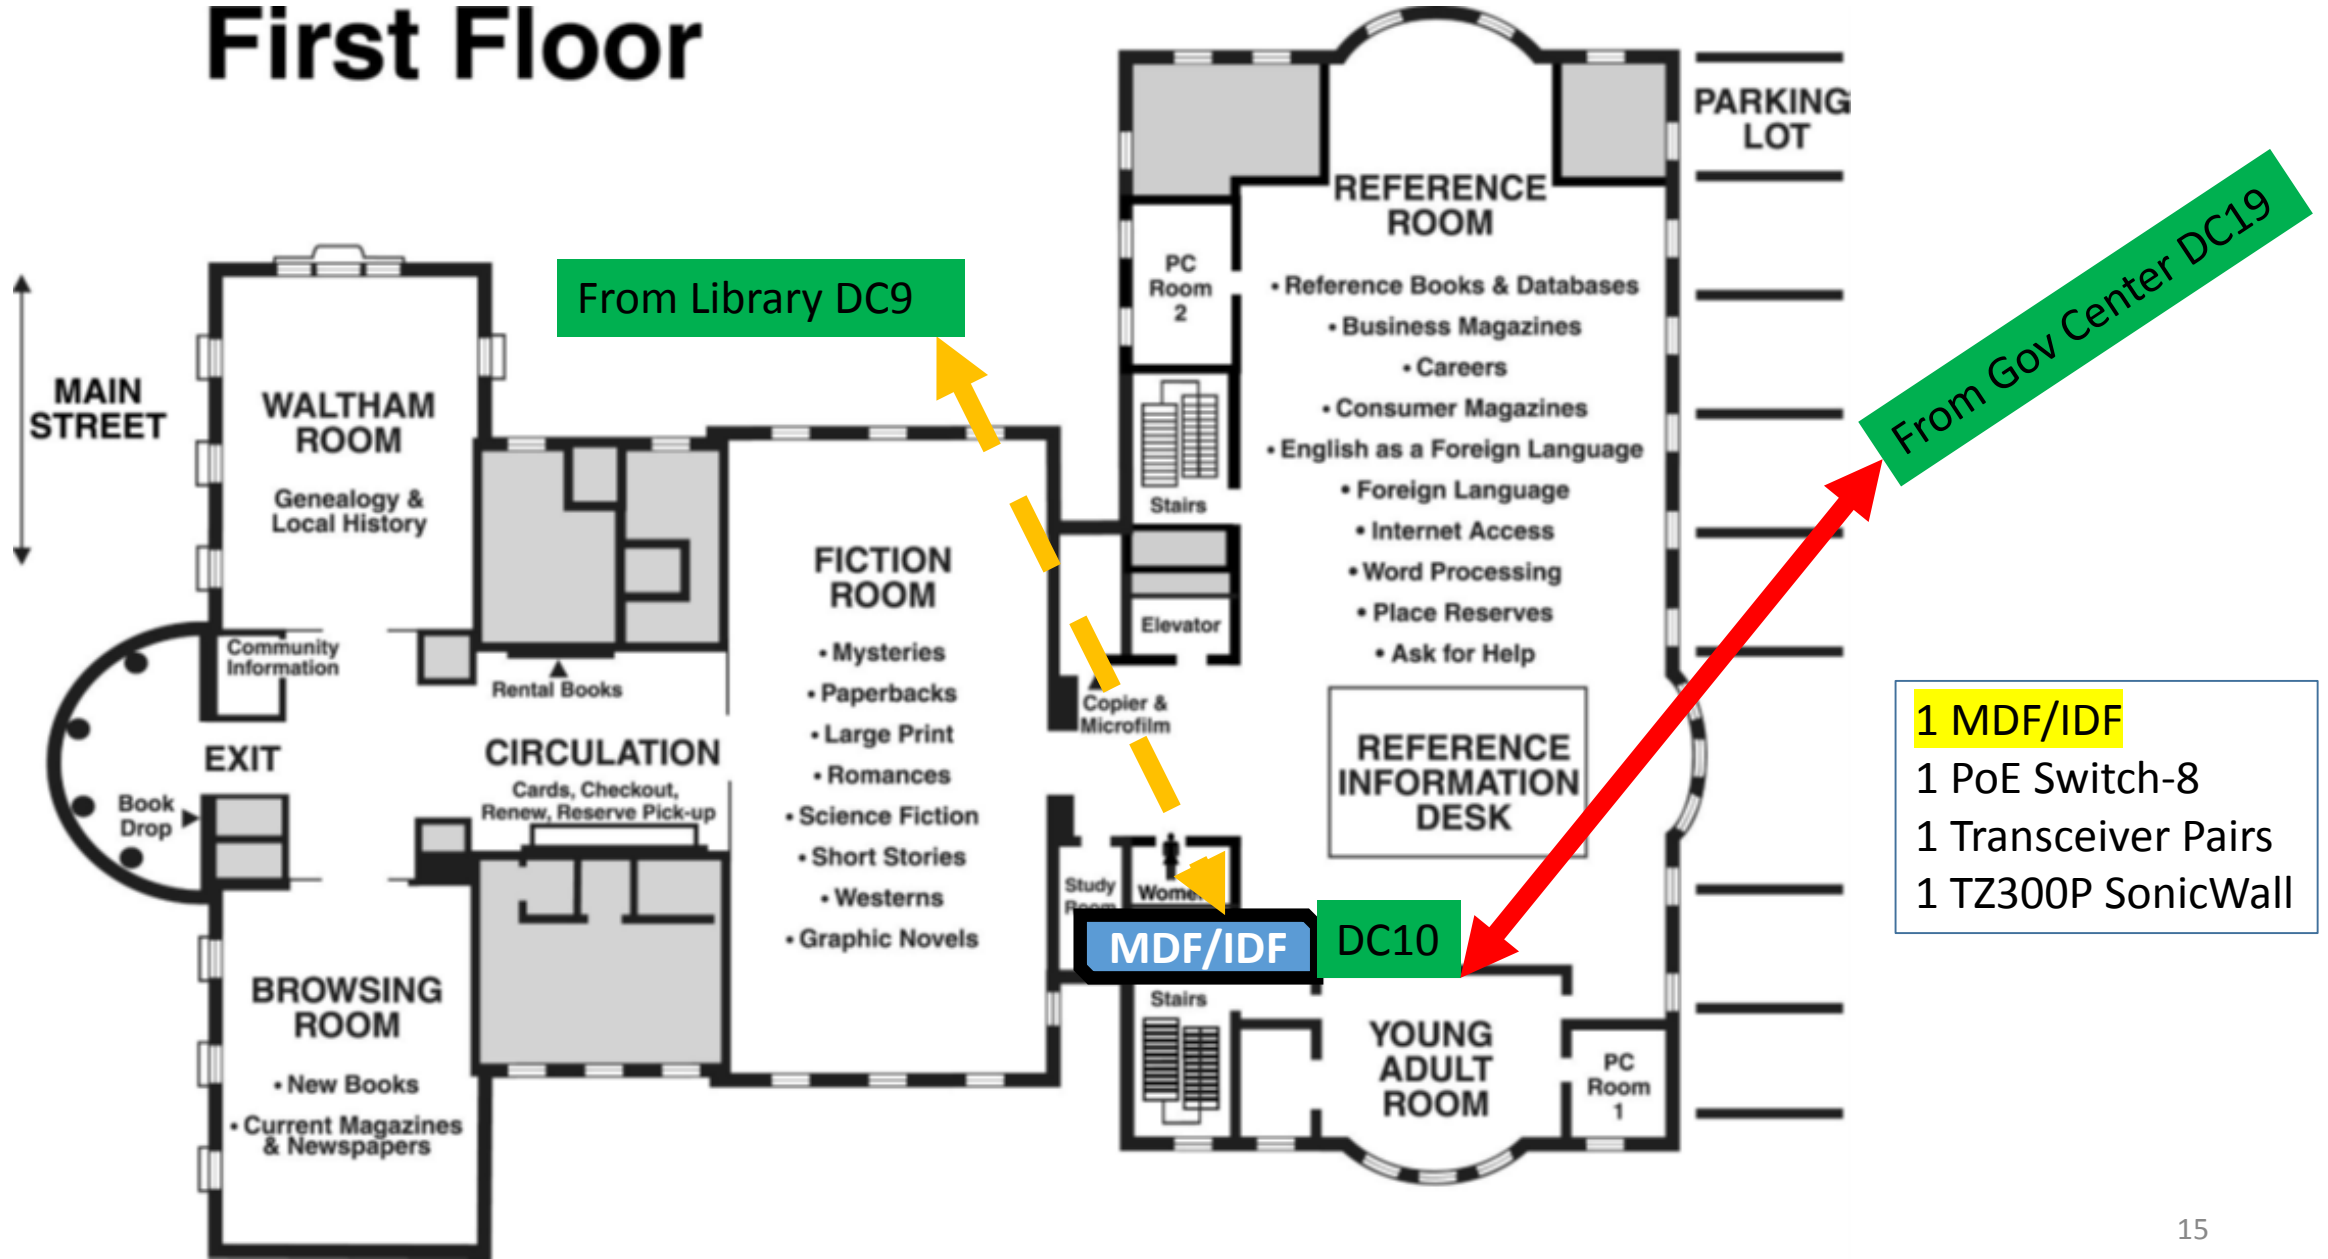 First Floor
PARKING
LOT
REFERENCE
ROOM
• Reference Books & Databases
• Business Magazines
• Careers
• Consumer Magazines
• English as a Foreign Language
• Foreign Language
• Internet Access
• Word Processing
• Place Reserves
• Ask for Help
PC
Room
2
From Gov Center DC19
From Library DC9
MAIN
STREET
WALTHAM
ROOM
Genealogy &
Local History
Stairs
FICTION
ROOM
• Mysteries
• Paperbacks
• Large Print
• Romances
• Science Fiction
• Short Stories
• Westerns
• Graphic Novels
Elevator
Community
Information
Rental Books
Copier &
Microfilm
EXIT
CIRCULATION
Cards, Checkout,
Renew, Reserve Pick-up
REFERENCE
INFORMATION
DESK
Book
Drop
1 MDF/IDF
1 PoE Switch-8
1 Transceiver Pairs
1 TZ300P SonicWall
Study
Room
Women
MDF/IDF
DC10
BROWSING
ROOM
• New Books
• Current Magazines
& Newspapers
Stairs
YOUNG
ADULT
ROOM
PC
Room
1
15